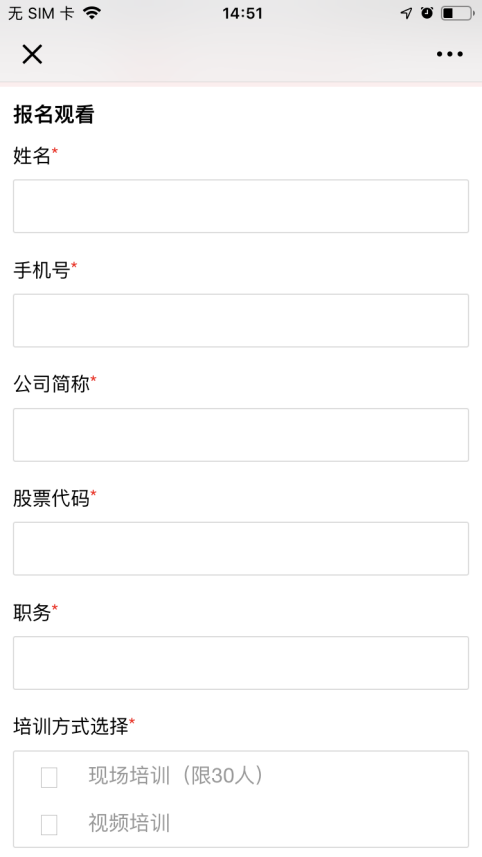 无 SIM 卡
14:51
报名观看
姓名*
手机号*
公司简称*
股票代码*
职务*
培训方式选择*
现场培训（限30人）
视频培训